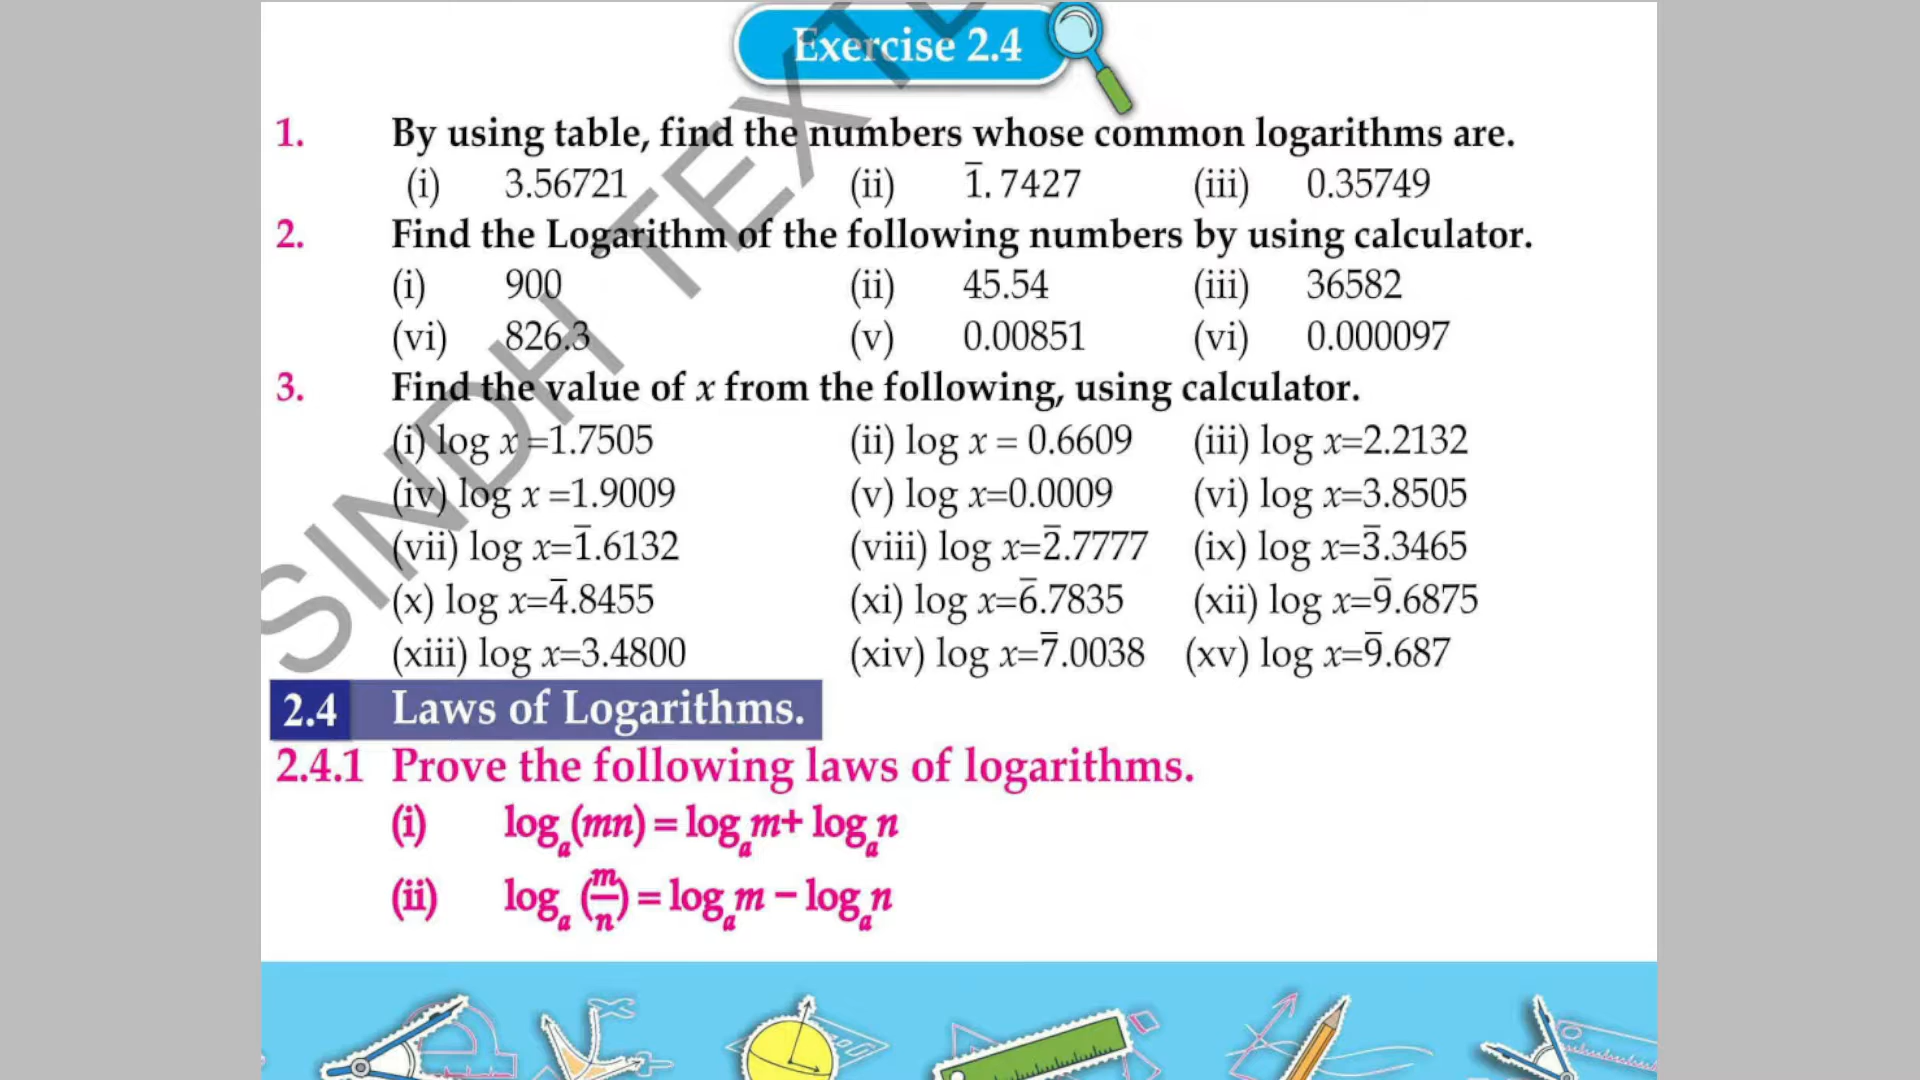 Exercise 2.4
1. By using table, find the numbers whose common logarithms are.
(i) 3.56721 (ii) 1̅.7427 (iii) 0.35749
2. Find the Logarithm of the following numbers by using calculator.
(i) 900 (ii) 45.54 (iii) 36582
(vi) 826.3 (v) 0.00851 (vi) 0.000097
3. Find the value of x from the following, using calculator.
(i) log x =1.7505 (ii) log x = 0.6609 (iii) log x=2.2132
(iv) log x =1.9009 (v) log x=0.0009 (vi) log x=3.8505
(vii) log x=1̅.6132 (viii) log x=2̅.7777 (ix) log x=3̅.3465
(x) log x=4̅.8455 (xi) log x=6̅.7835 (xii) log x=9̅.6875
(xiii) log x=3.4800 (xiv) log x=7̅.0038 (xv) log x=9̅.687
2.4 Laws of Logarithms.
2.4.1 Prove the following laws of logarithms.
(i) logₐ(mn) = logₐm+ logₐn
(ii) logₐ(m/n) = logₐm − logₐn
SINDH